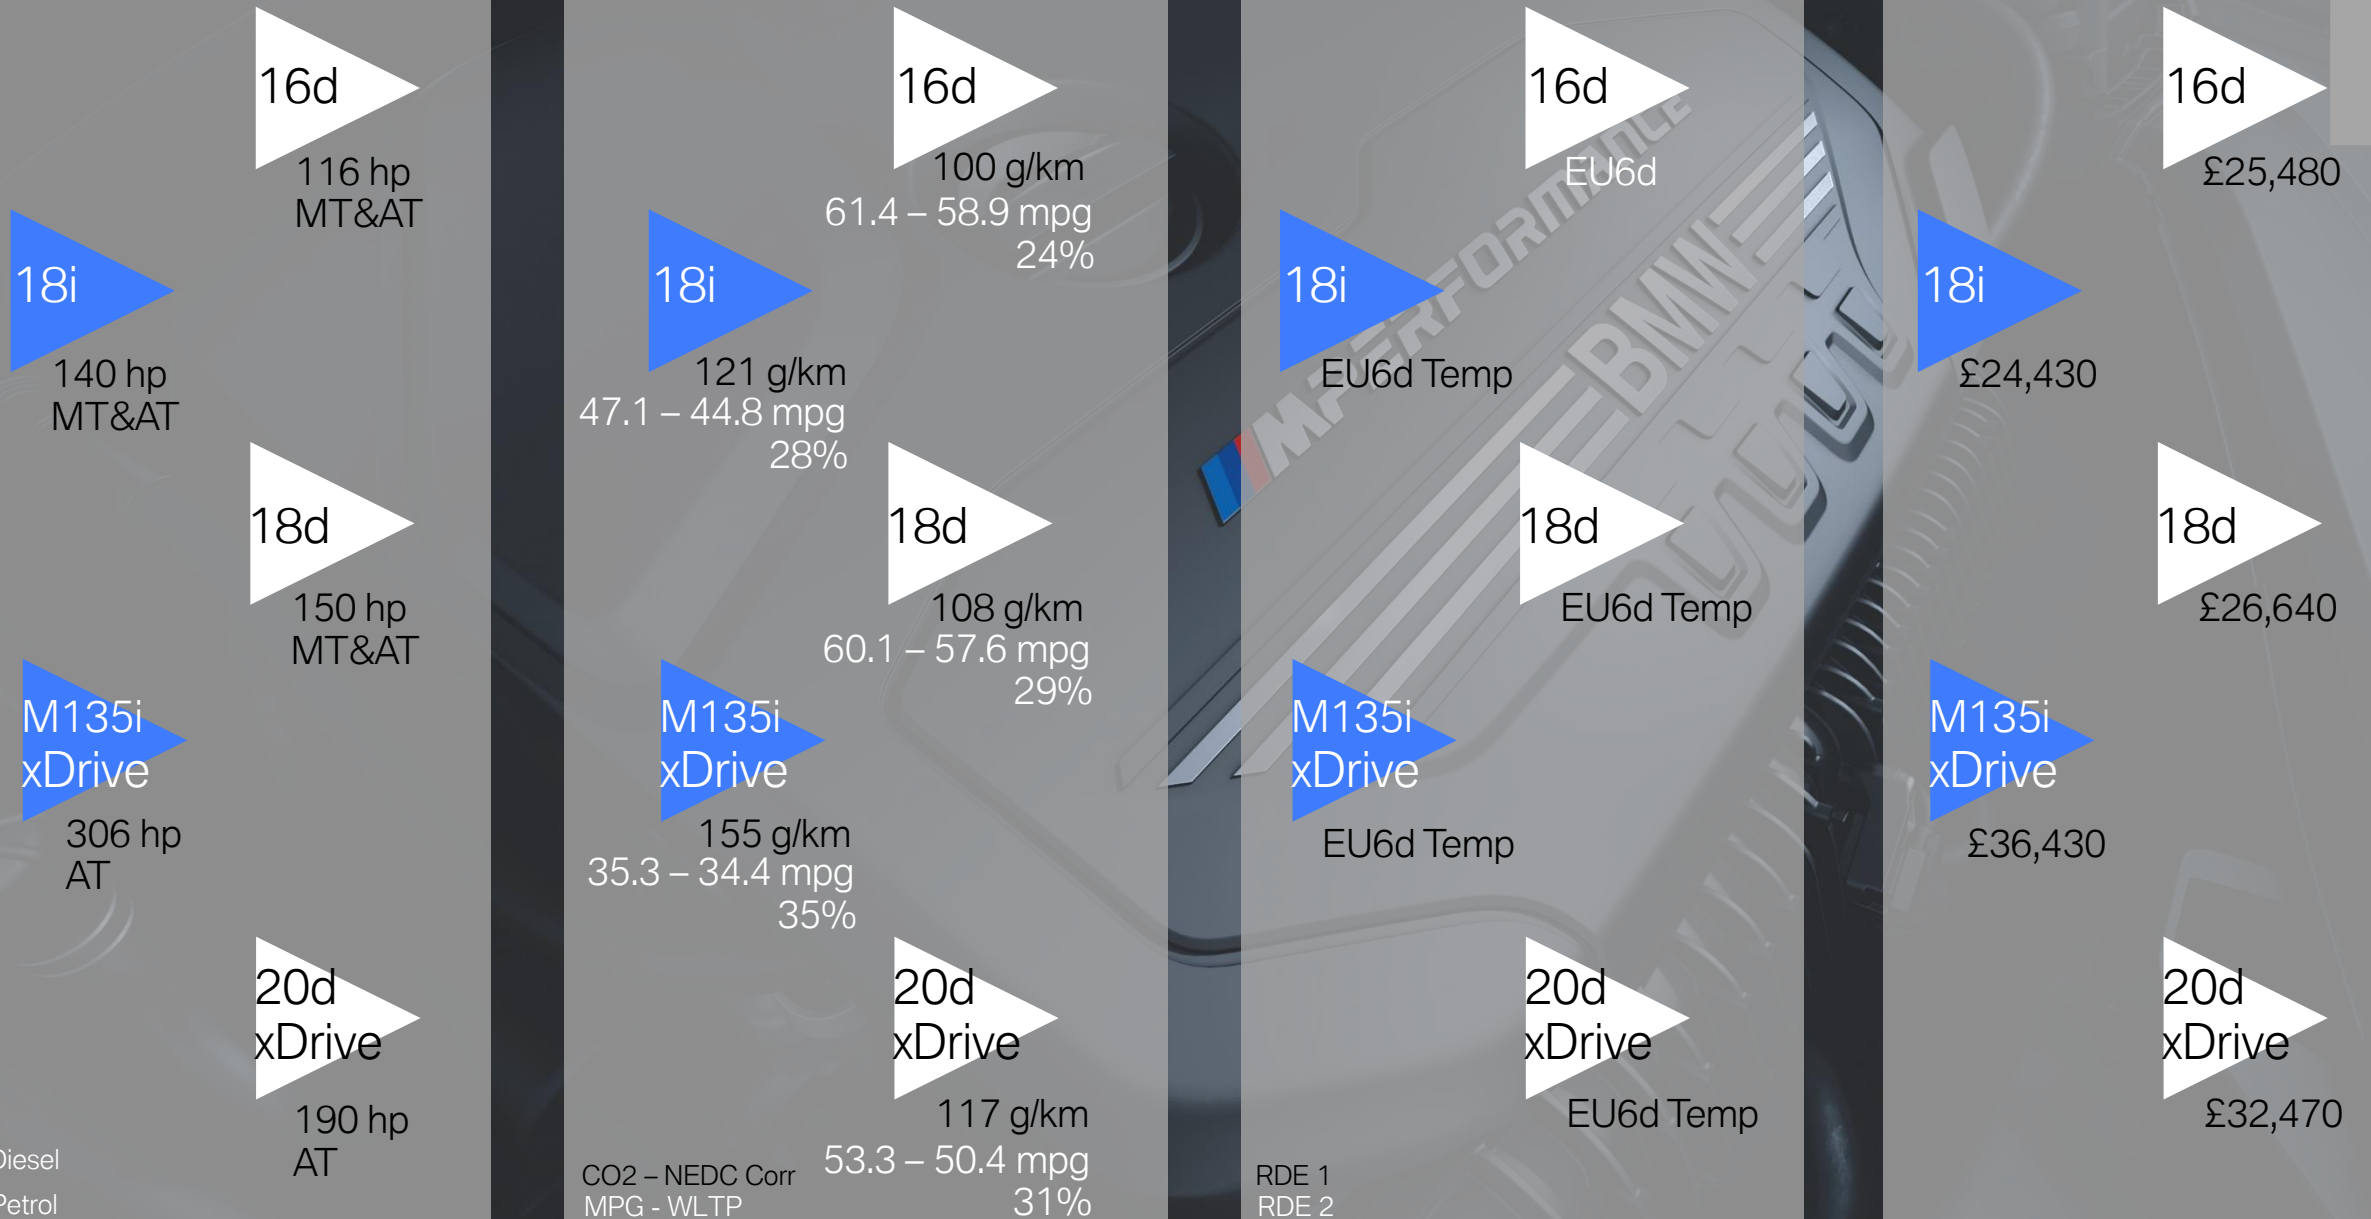 16d
116 hp
MT&AT
18i
140 hp
MT&AT
18d
150 hp
MT&AT
M135i
xDrive
306 hp
AT
20d
xDrive
190 hp
AT
Diesel
Petrol
16d
100 g/km
61.4 – 58.9 mpg
24%
18i
121 g/km
47.1 – 44.8 mpg
28%
18d
108 g/km
60.1 – 57.6 mpg
29%
M135i
xDrive
155 g/km
35.3 – 34.4 mpg
35%
20d
xDrive
117 g/km
53.3 – 50.4 mpg
31%
CO2 – NEDC Corr
MPG - WLTP
16d
EU6d
18i
EU6d Temp
M PERFORMANCE
BMW
18d
EU6d Temp
M135i
xDrive
EU6d Temp
20d
xDrive
EU6d Temp
RDE 1
RDE 2
16d
£25,480
18i
£24,430
18d
£26,640
M135i
xDrive
£36,430
20d
xDrive
£32,470